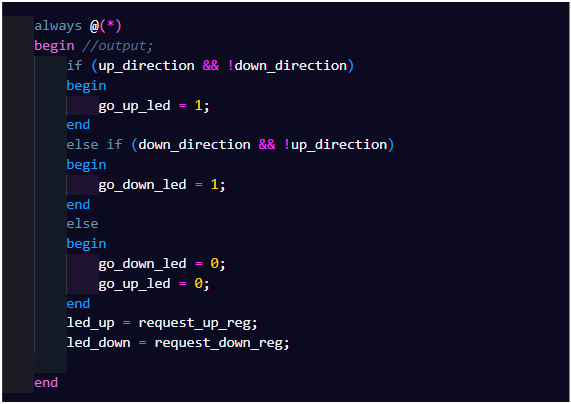 always @(*)
begin //output;
    if (up_direction && !down_direction)
    begin
        go_up_led = 1;
    end
    else if (down_direction && !up_direction)
    begin
        go_down_led = 1;
    end
    else
    begin
        go_down_led = 0;
        go_up_led = 0;
    end
    led_up = request_up_reg;
    led_down = request_down_reg;
end